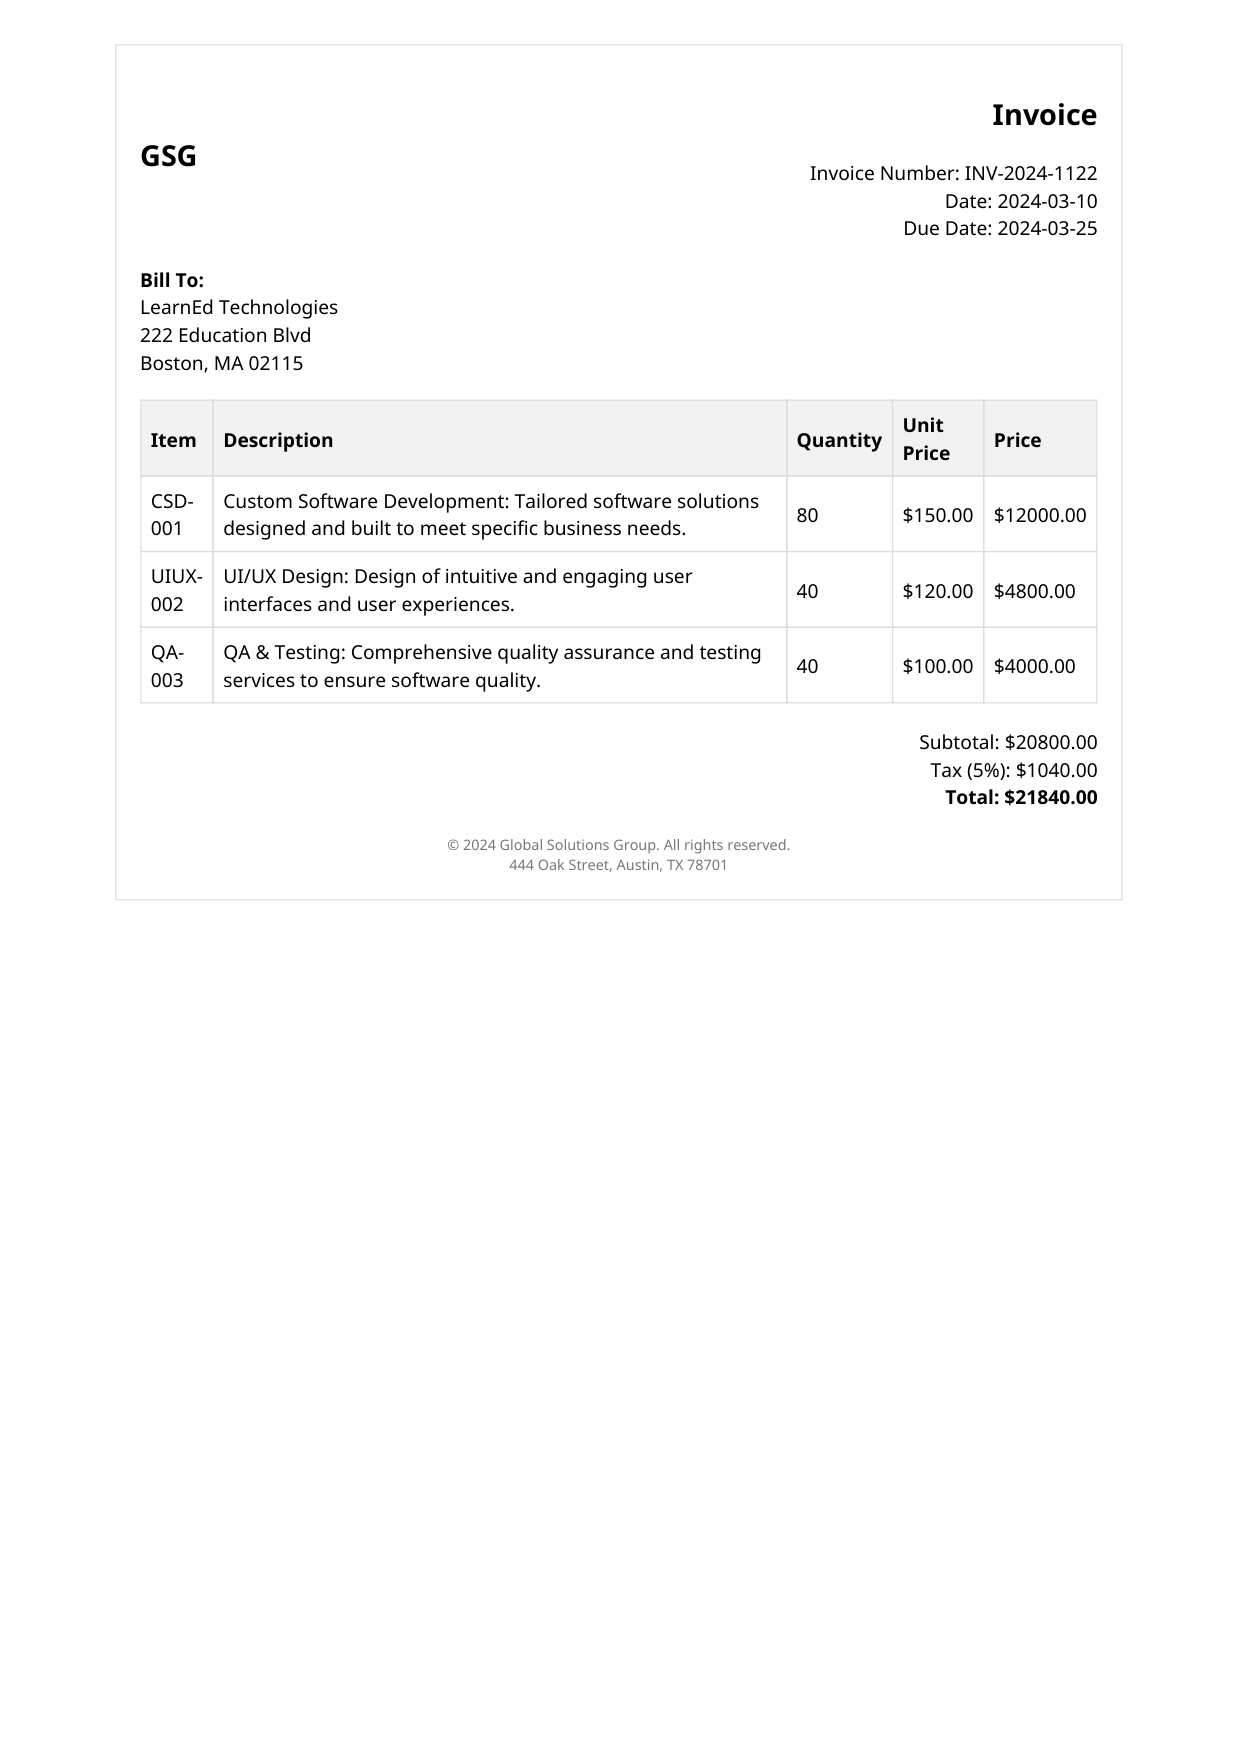 Invoice
GSG
Invoice Number: INV-2024-1122
Date: 2024-03-10
Due Date: 2024-03-25
Bill To:
LearnEd Technologies
222 Education Blvd
Boston, MA 02115
Item Description Quantity Unit Price Price
CSD-001 Custom Software Development: Tailored software solutions
designed and built to meet specific business needs. 80 $150.00 $12000.00
UIUX-002 UI/UX Design: Design of intuitive and engaging user
interfaces and user experiences. 40 $120.00 $4800.00
QA-003 QA & Testing: Comprehensive quality assurance and testing
services to ensure software quality. 40 $100.00 $4000.00
Subtotal: $20800.00
Tax (5%): $1040.00
Total: $21840.00
© 2024 Global Solutions Group. All rights reserved.
444 Oak Street, Austin, TX 78701